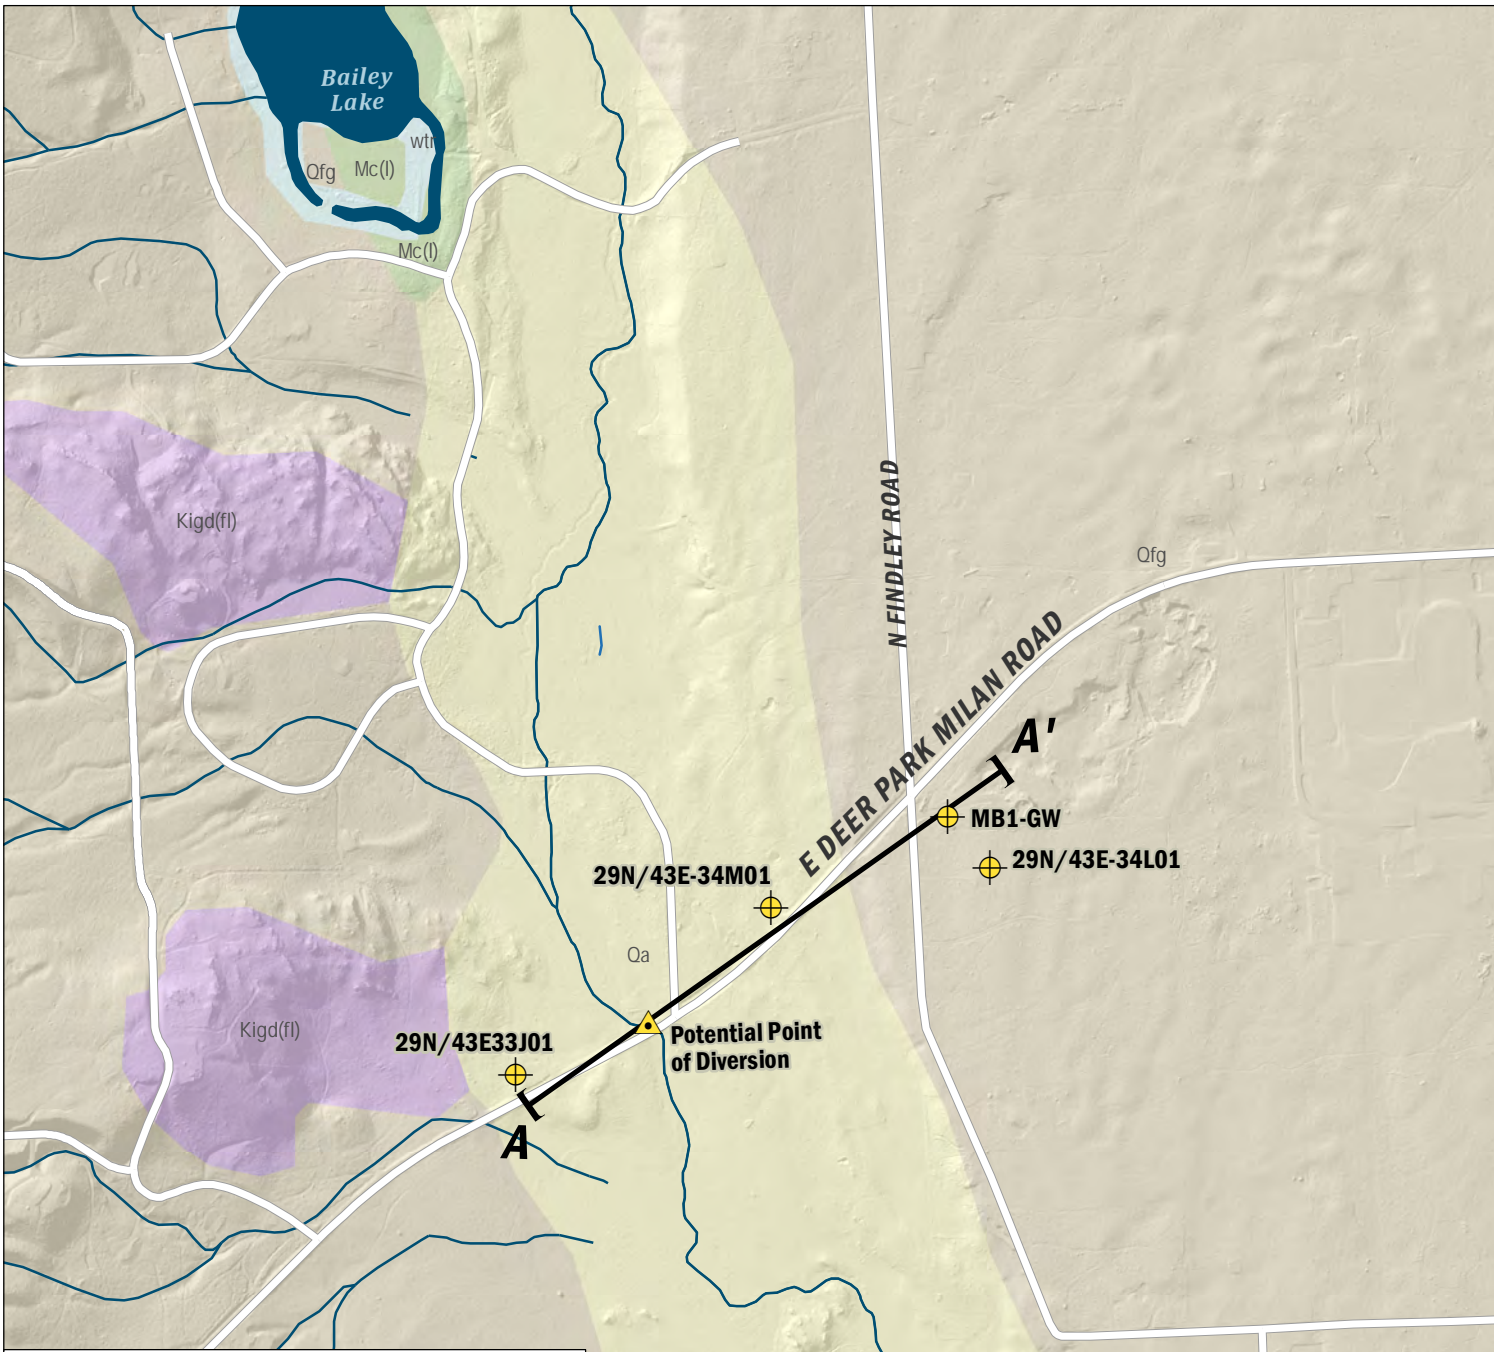 Bailey
Lake
wtr
Qfg
Mc(l)
Mc(l)
Kigd(fl)
N FINDLEY ROAD
Qfg
E DEER PARK MILAN ROAD
A'
MB1-GW
29N/43E-34L01
29N/43E-34M01
Qa
Kigd(fl)
29N/43E33J01
Potential Point
of Diversion
A